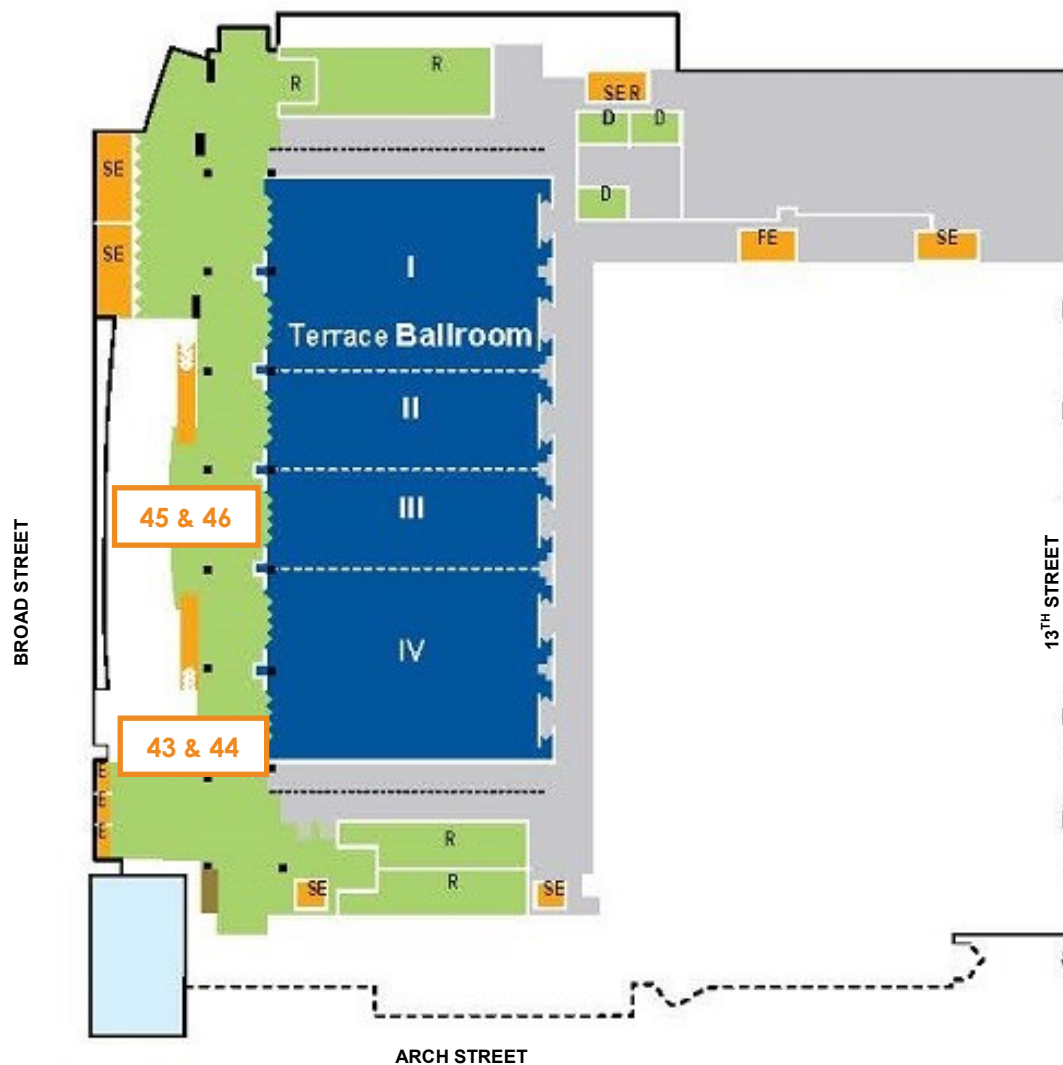 R
R
SE R
D
D
SE
D
FE
SE
SE
I
Terrace Ballroom
II
III
45 & 46
BROAD STREET
13TH STREET
IV
43 & 44
E
E
E
R
R
SE
SE
ARCH STREET